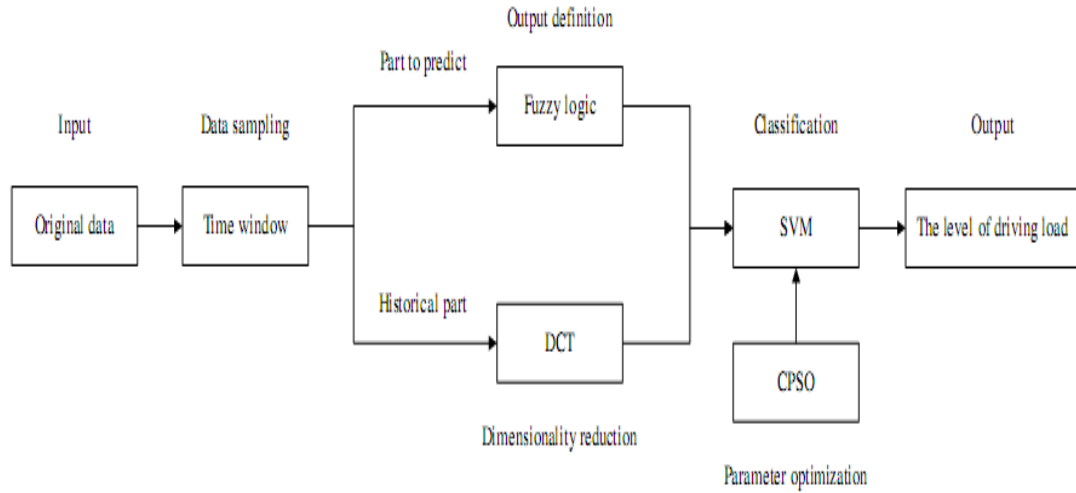 Output definition
Part to predict
Fuzzy logic
Input
Data sampling
Classification
Output
Original data
Time window
SVM
The level of driving load
Historical part
DCT
CPSO
Dimensionality reduction
Parameter optimization